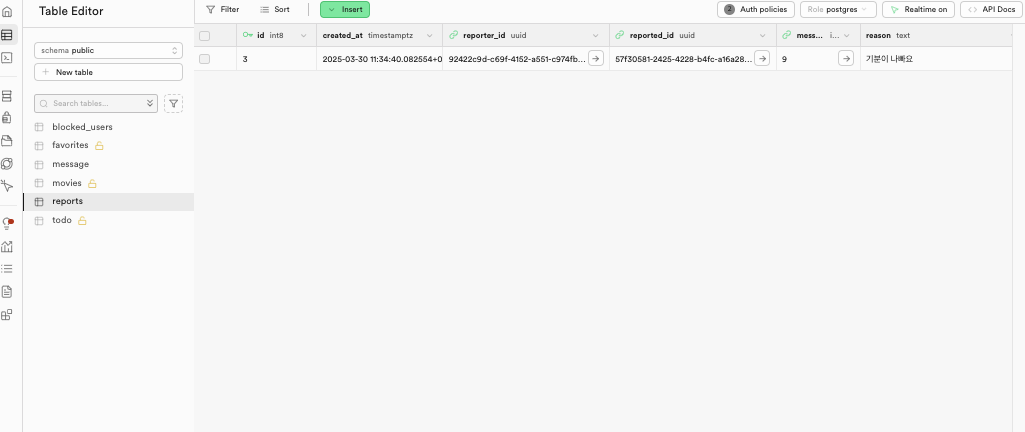 Table Editor
Filter Sort Insert 2 Auth policies Role postgres Realtime on API Docs
schema public
New table
Search tables...
blocked_users
favorites
message
movies
reports
todo
id int8 created_at timestamptz reporter_id uuid reported_id uuid mess... i... reason text
3 2025-03-30 11:34:40.082554+0 92422c9d-c69f-4152-a551-c974fb... 57f30581-2425-4228-b4fc-a16a28... 9 기분이 나빠요